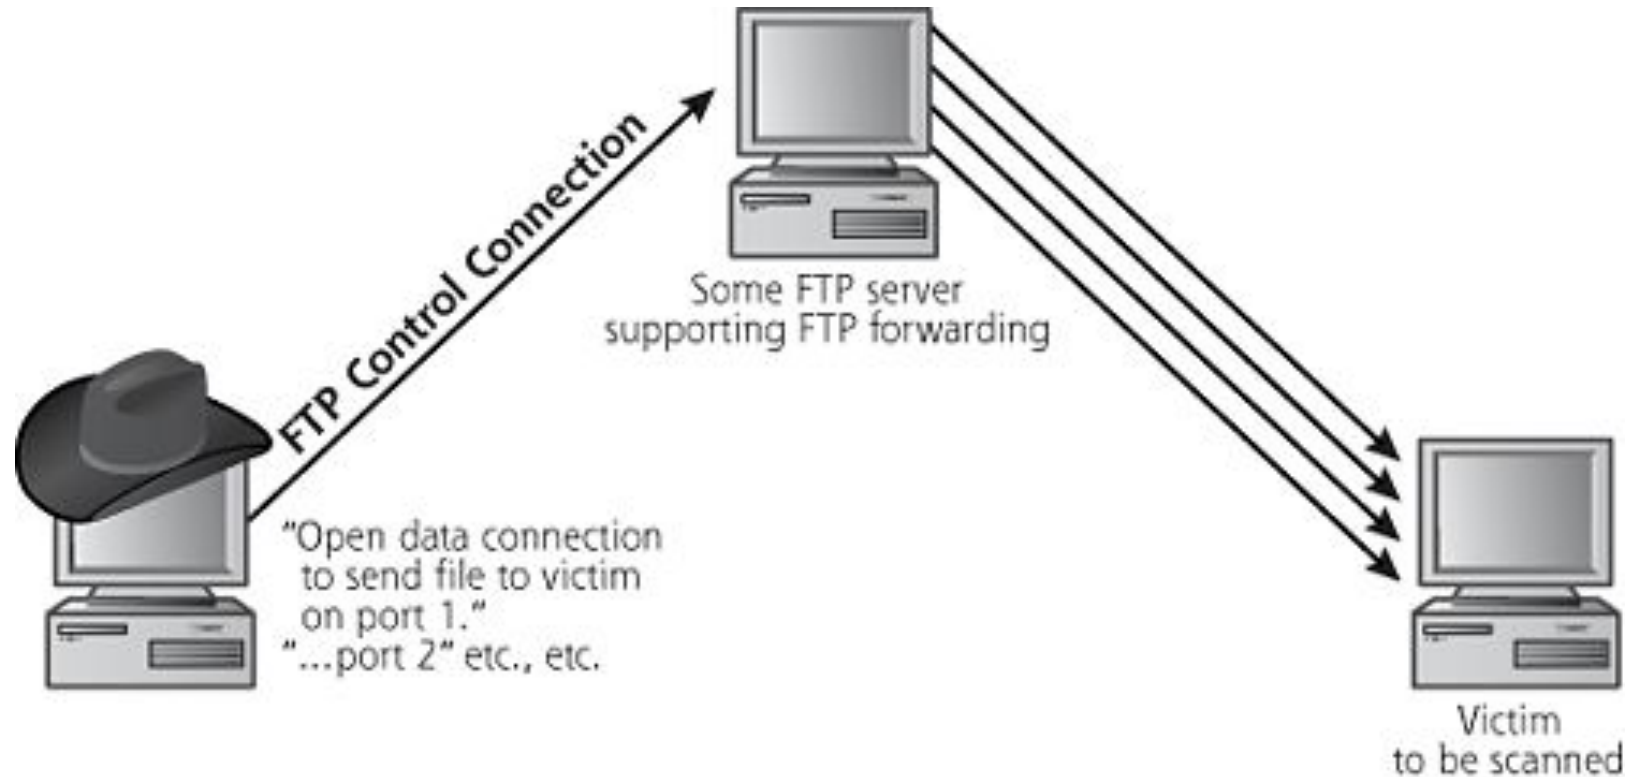 FTP Control Connection
Some FTP server
supporting FTP forwarding
"Open data connection
to send file to victim
on port 1."
"...port 2" etc., etc.
Victim
to be scanned